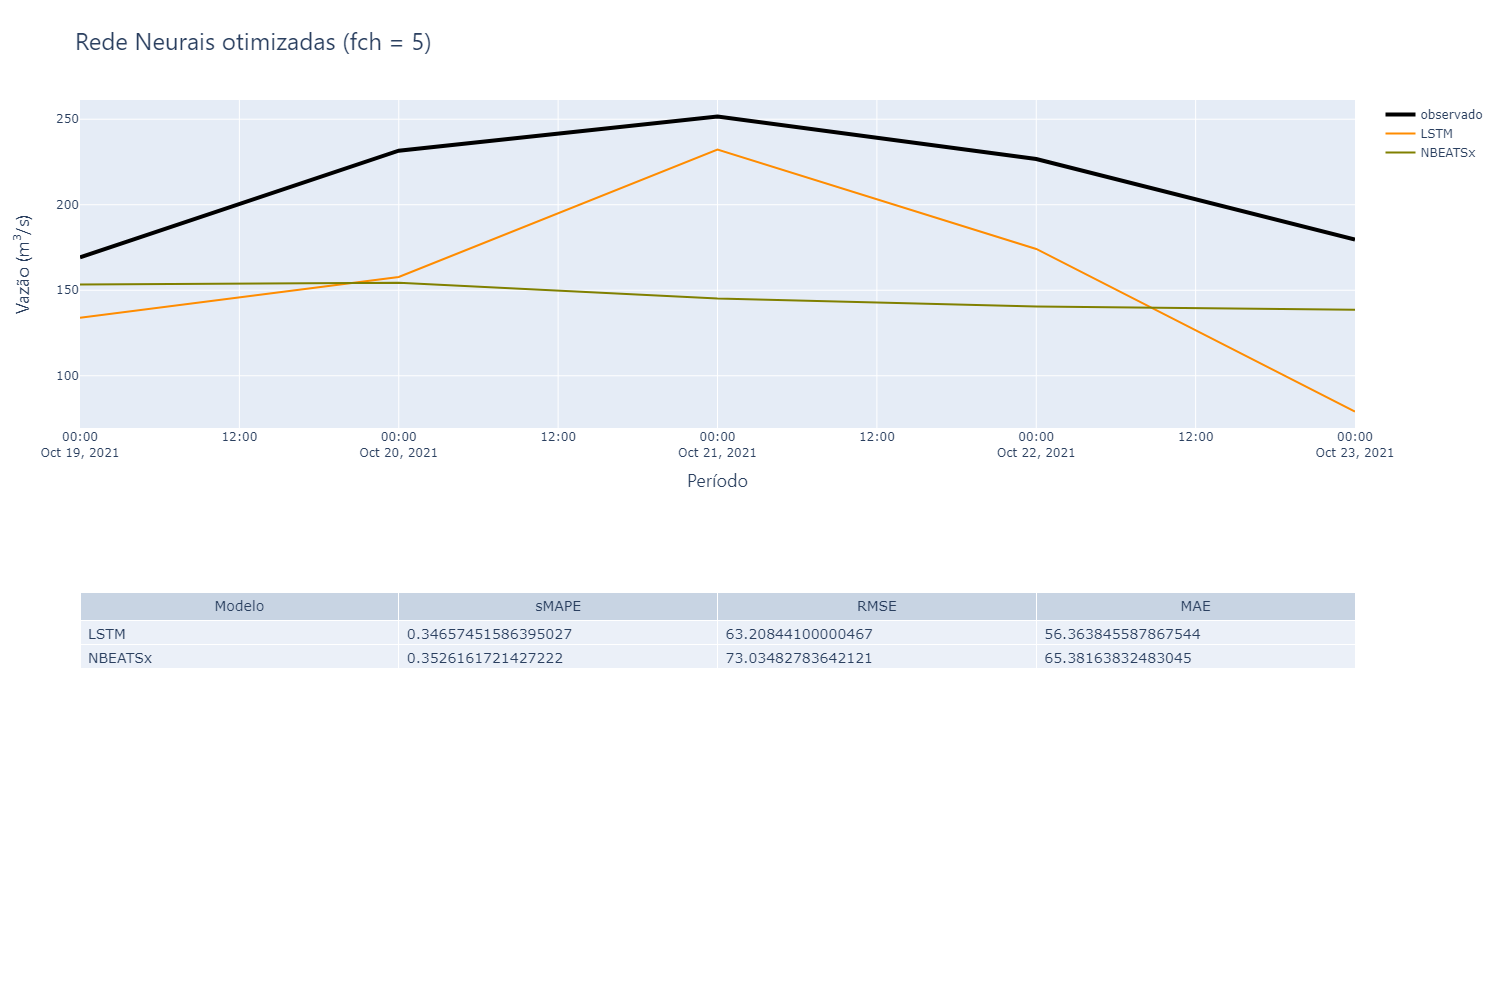 Rede Neurais otimizadas (fch = 5)
250
200
150
100
Vazão (m³/s)
00:00 12:00 00:00 12:00 00:00 12:00 00:00 12:00 00:00
Oct 19, 2021 Oct 20, 2021 Oct 21, 2021 Oct 22, 2021 Oct 23, 2021
Período
observado
LSTM
NBEATSx
Modelo sMAPE RMSE MAE
LSTM 0.34657451586395027 63.20844100000467 56.363845587867544
NBEATSx 0.3526161721427222 73.03482783642121 65.38163832483045